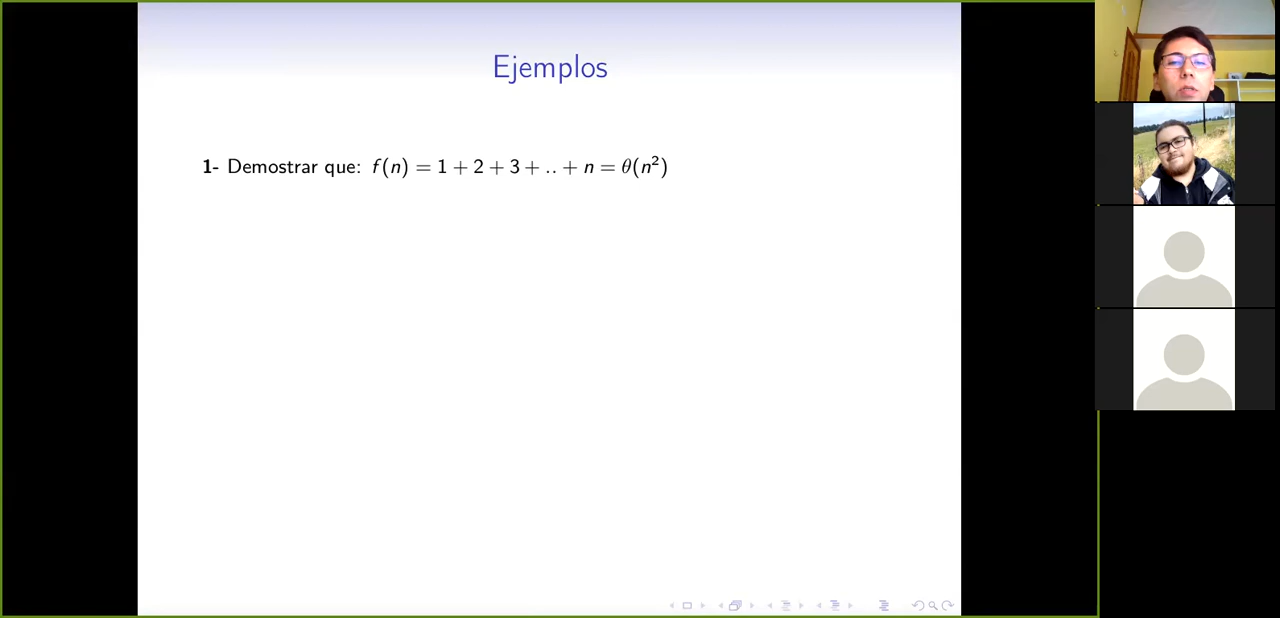 Ejemplos
1- Demostrar que: f(n) = 1 + 2 + 3 + .. + n = θ(n²)